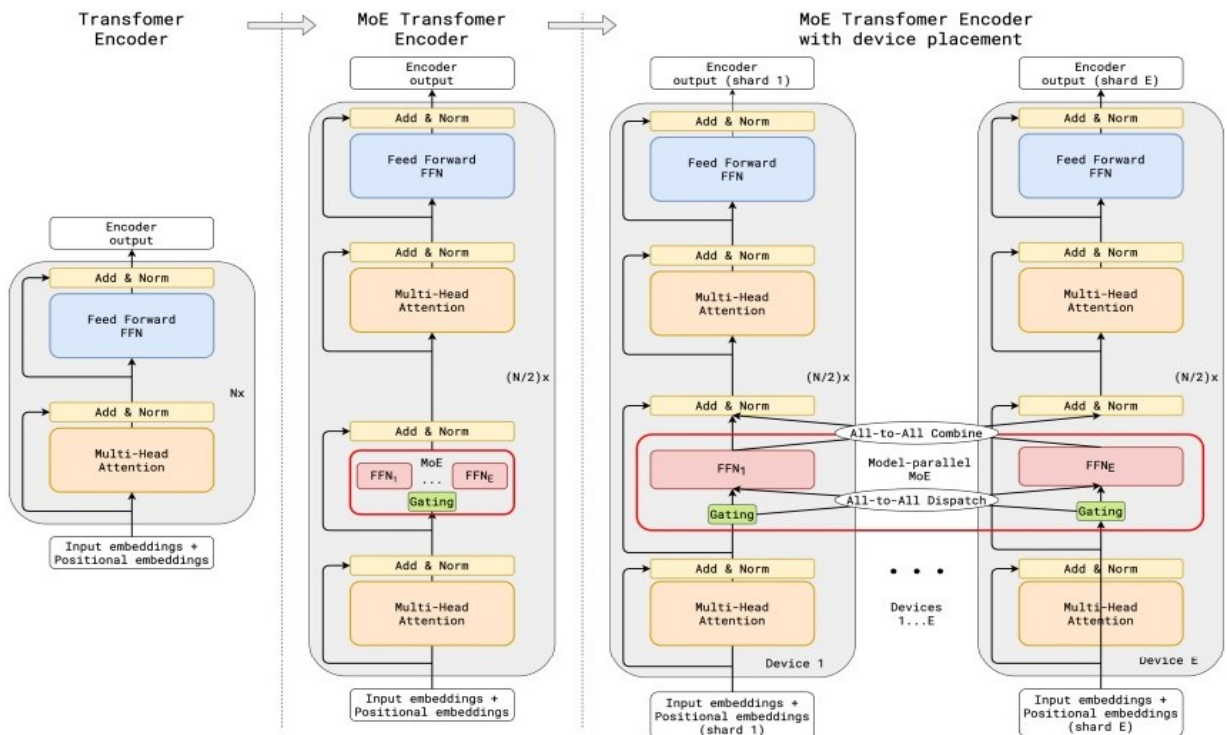 Transfomer
Encoder
Encoder
output
Add & Norm
Feed Forward
FFN
Nx
Add & Norm
Multi-Head
Attention
Input embeddings +
Positional embeddings
MoE Transfomer
Encoder
Encoder
output
Add & Norm
Feed Forward
FFN
Add & Norm
Multi-Head
Attention
(N/2)x
Add & Norm
MoE
FFN1 ... FFNE
Gating
Add & Norm
Multi-Head
Attention
Input embeddings +
Positional embeddings
MoE Transfomer Encoder
with device placement
Encoder
output (shard 1)
Add & Norm
Feed Forward
FFN
Add & Norm
Multi-Head
Attention
(N/2)x
Add & Norm
FFN1
Gating
Add & Norm
Multi-Head
Attention
Device 1
Input embeddings +
Positional embeddings
(shard 1)
All-to-All Combine
Model-parallel
MoE
All-to-All Dispatch
Devices
1...E
Encoder
output (shard E)
Add & Norm
Feed Forward
FFN
Add & Norm
Multi-Head
Attention
(N/2)x
Add & Norm
FFNE
Gating
Add & Norm
Multi-Head
Attention
Device E
Input embeddings +
Positional embeddings
(shard E)